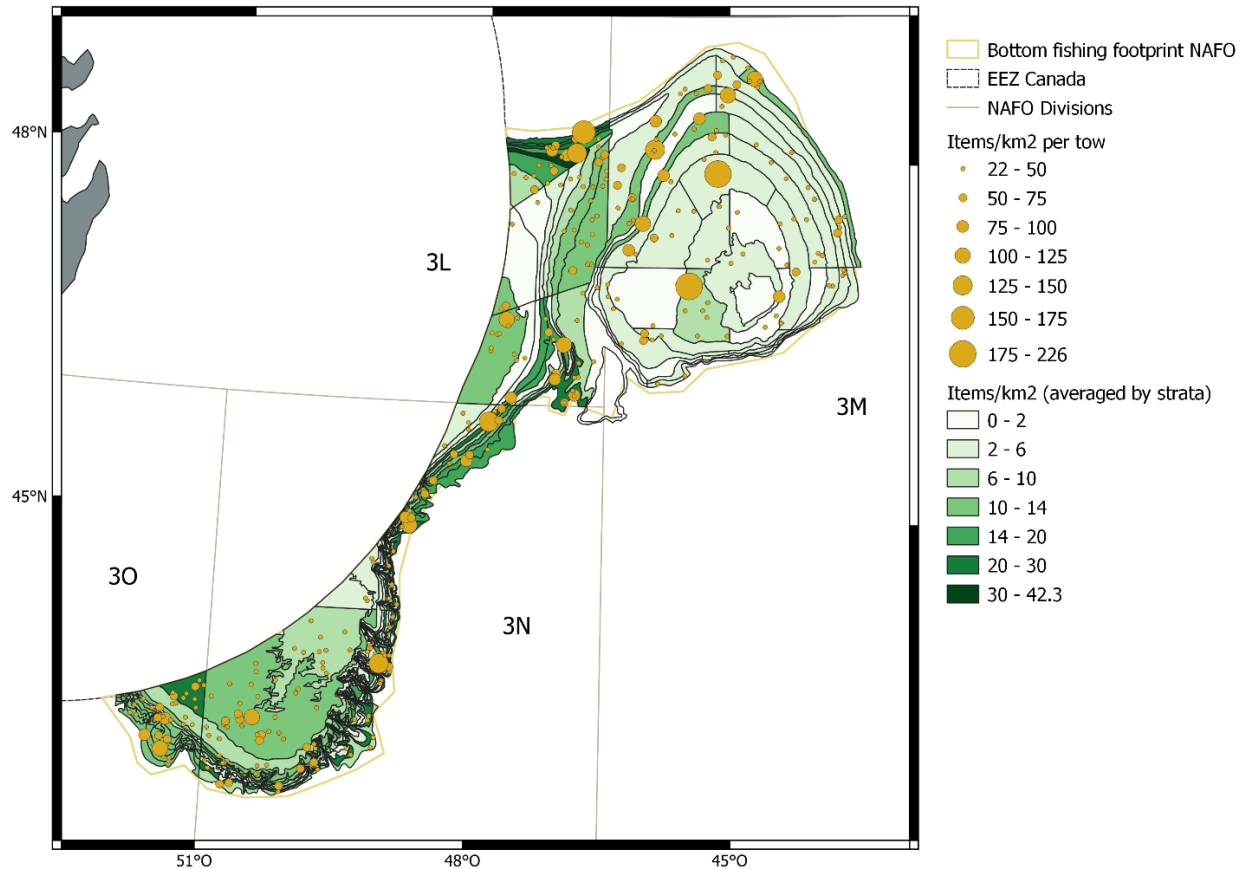 Bottom fishing footprint NAFO
EEZ Canada
NAFO Divisions
Items/km2 per tow
22 - 50
50 - 75
75 - 100
100 - 125
125 - 150
150 - 175
175 - 226
Items/km2 (averaged by strata)
0 - 2
2 - 6
6 - 10
10 - 14
14 - 20
20 - 30
30 - 42.3
48°N
3L
3M
45°N
3O
3N
51°O
48°O
45°O